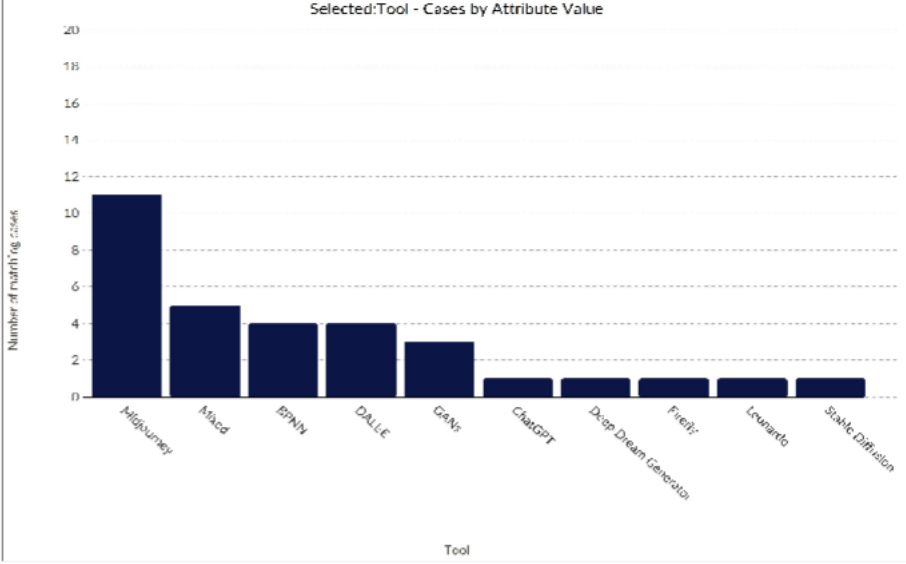 Selected:Tool - Cases by Attribute Value
20
18
16
14
12
10
8
6
4
2
0
Number of matching cases
Midjourney
Mixed
BPNN
DALLE
GANs
ChatGPT
Deep Dream Generator
Firefly
Leonardo
Stable Diffusion
Tool